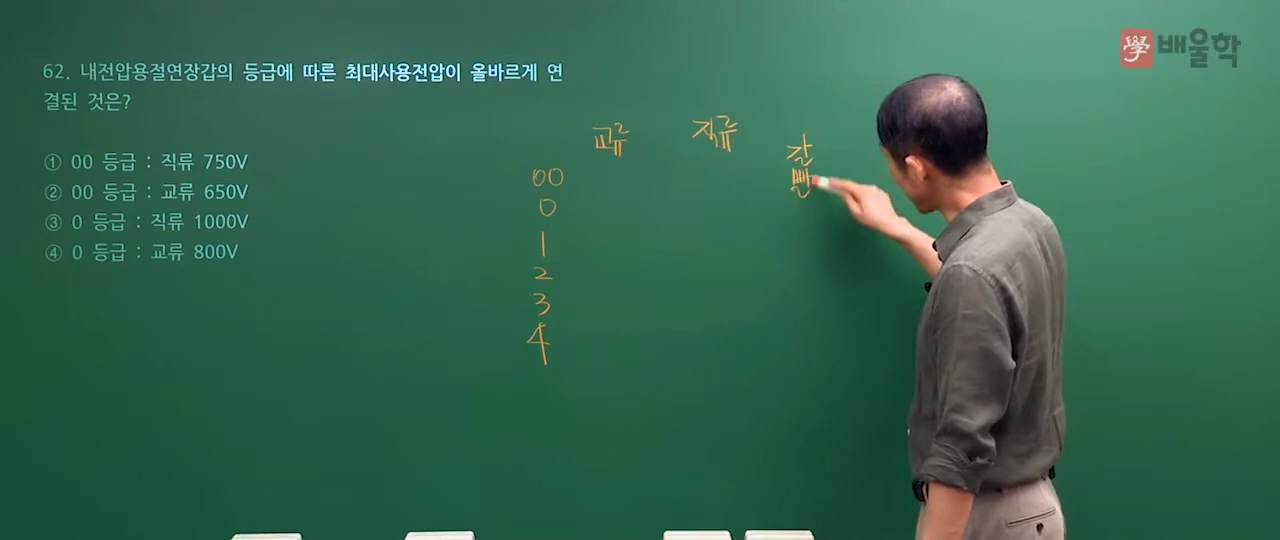 學 배울학
62. 내전압용절연장갑의 등급에 따른 최대사용전압이 올바르게 연
결된 것은?
① 00 등급 : 직류 750V
② 00 등급 : 교류 650V
③ 0 등급 : 직류 1000V
④ 0 등급 : 교류 800V
교류 직류
갈
00 빨
0
1
2
3
4